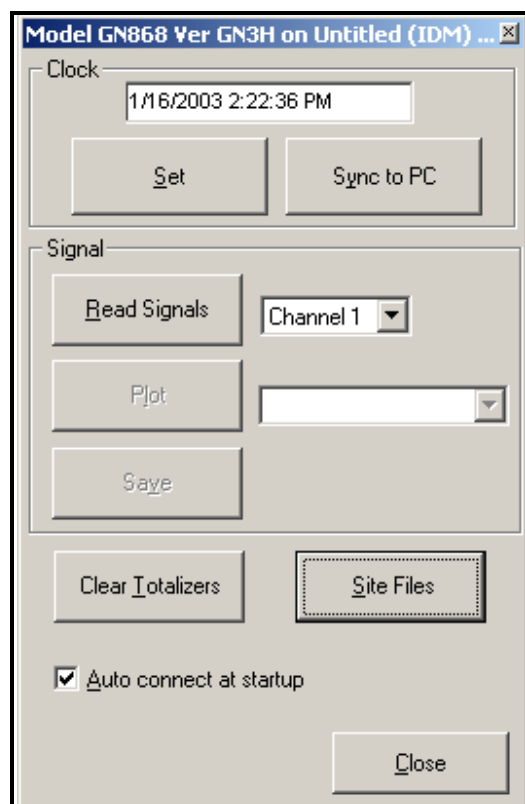 Model GN868 Ver GN3H on Untitled (IDM) ...
Clock
1/16/2003 2:22:36 PM
Set
Sync to PC
Signal
Read Signals
Channel 1
Plot
Save
Clear Totalizers
Site Files
Auto connect at startup
Close